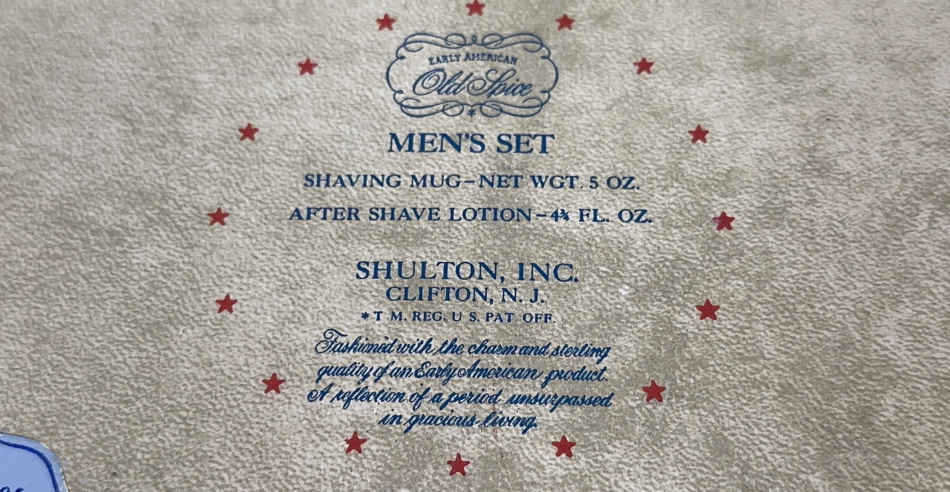 EARLY AMERICAN
Old Spice
*
MEN'S SET
SHAVING MUG–NET WGT. 5 OZ.
AFTER SHAVE LOTION–4¾ FL. OZ.
SHULTON, INC.
CLIFTON, N. J.
*T M. REG. U S. PAT. OFF.
Fashioned with the charm and sterling
quality of an Early American product.
A reflection of a period unsurpassed
in gracious living.